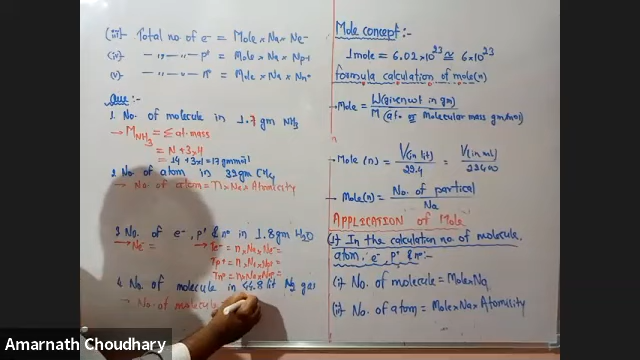 (iii) Total no of e⁻ = Mole × Na × Ne⁻
(iv) — ,, — ,, — p⁺ = Mole × Na × Np⁺
(v) — ,, — ,, — n° = Mole × Na × Nn°
Que :-
1. No. of molecule in 1.7 gm NH₃
→ M NH₃ = Σ at. mass
= N + 3×H
= 14 + 3×1 = 17 gm mol⁻¹
2. No of atom in 32 gm CH₄
→ No. of atom = n × Na × Atomicity
3. No. of e⁻, p⁺ & n° in 1.8 gm H₂O
→ Ne⁻ = → Te⁻ = n × Na × Ne⁻ =
Tp⁺ = n × Na × Np⁺ =
Tn° = n × Na × Nn° =
4. No. of molecule in 44.8 lit N₂ gas
→ No. of molecule =
Mole concept :-
1 mole = 6.02 × 10²³ ≅ 6 × 10²³
formula calculation of mole (n)
→ Mole = W (given wt in gm) / M (at. or Molecular mass gm/mol)
→ Mole (n) = V (in lit) / 22.4 = V (in ml) / 22400
→ Mole (n) = No. of partical / Na
APPLICATION of Mole
(1) In the calculation no. of molecule,
atom, e⁻, p⁺ & n° :-
(i) No. of molecule = Mole × Na
(ii) No. of atom = Mole × Na × Atomicity
Amarnath Choudhary